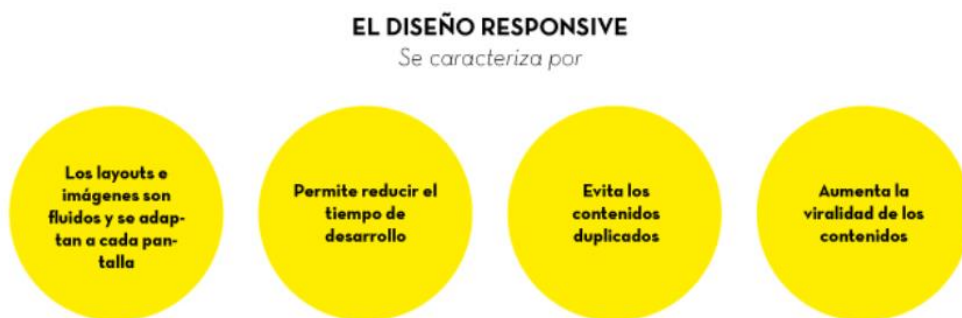 EL DISEÑO RESPONSIVE
Se caracteriza por
Los layouts e
imágenes son
fluidos y se adap-
tan a cada pan-
talla
Permite reducir el
tiempo de
desarrollo
Evita los
contenidos
duplicados
Aumenta la
viralidad de los
contenidos